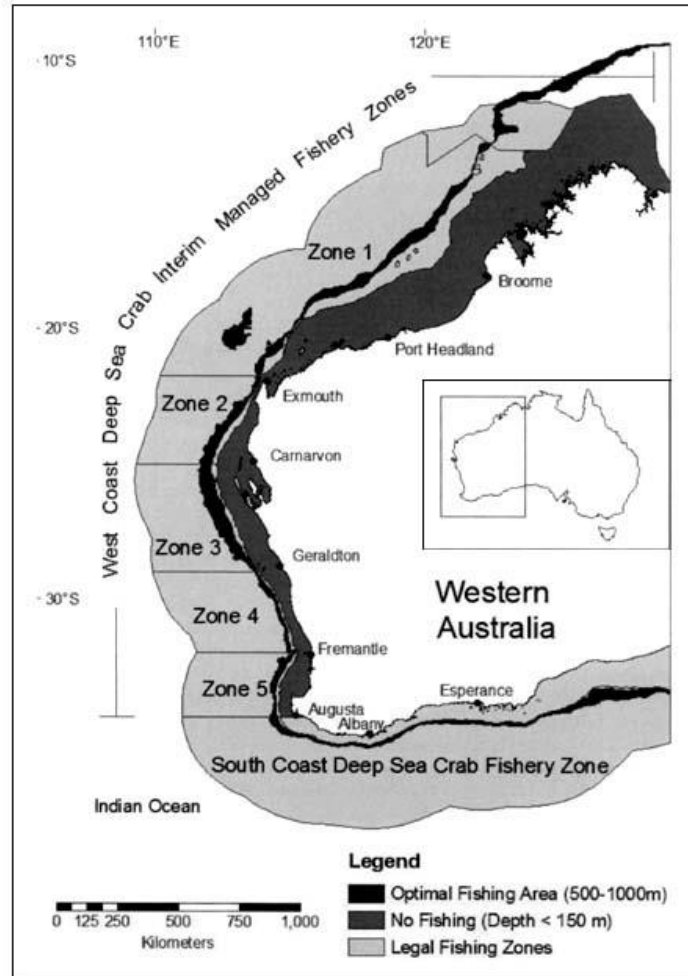 110°E
120°E
- 10°S
West Coast Deep Sea Crab Interim Managed Fishery Zones
Zone 1
Broome
- 20°S
Port Headland
Exmouth
Zone 2
Carnarvon
Zone 3
Geraldton
- 30°S
Western
Australia
Zone 4
Fremantle
Zone 5
Esperance
Augusta
Albany
South Coast Deep Sea Crab Fishery Zone
Indian Ocean
Legend
Optimal Fishing Area (500-1000m)
No Fishing (Depth < 150 m)
Legal Fishing Zones
0 125 250 500 750 1,000
Kilometers